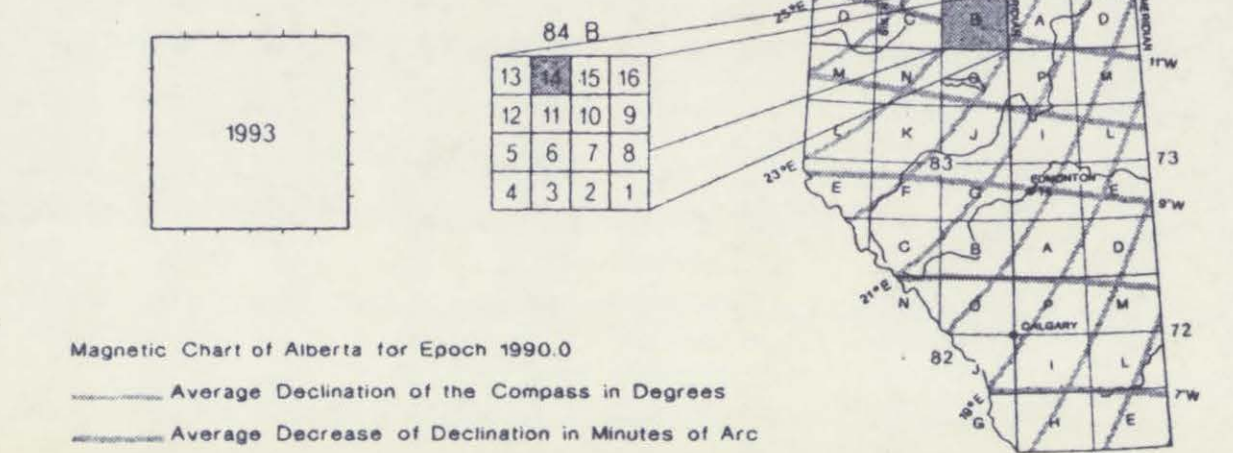 1993
84 B
13 14 15 16
12 11 10 9
5 6 7 8
4 3 2 1
Magnetic Chart of Alberta for Epoch 1990.0
Average Declination of the Compass in Degrees
Average Decrease of Declination in Minutes of Arc
25°E
D C B A D
MERIDIAN
11'W
M N O P M
L K J I L
83
73
23°E
EDMONTON
E F G E
9'W
C B A D
21°E
N O P M
CALGARY
72
82
J I L
7'W
19°E
G H E